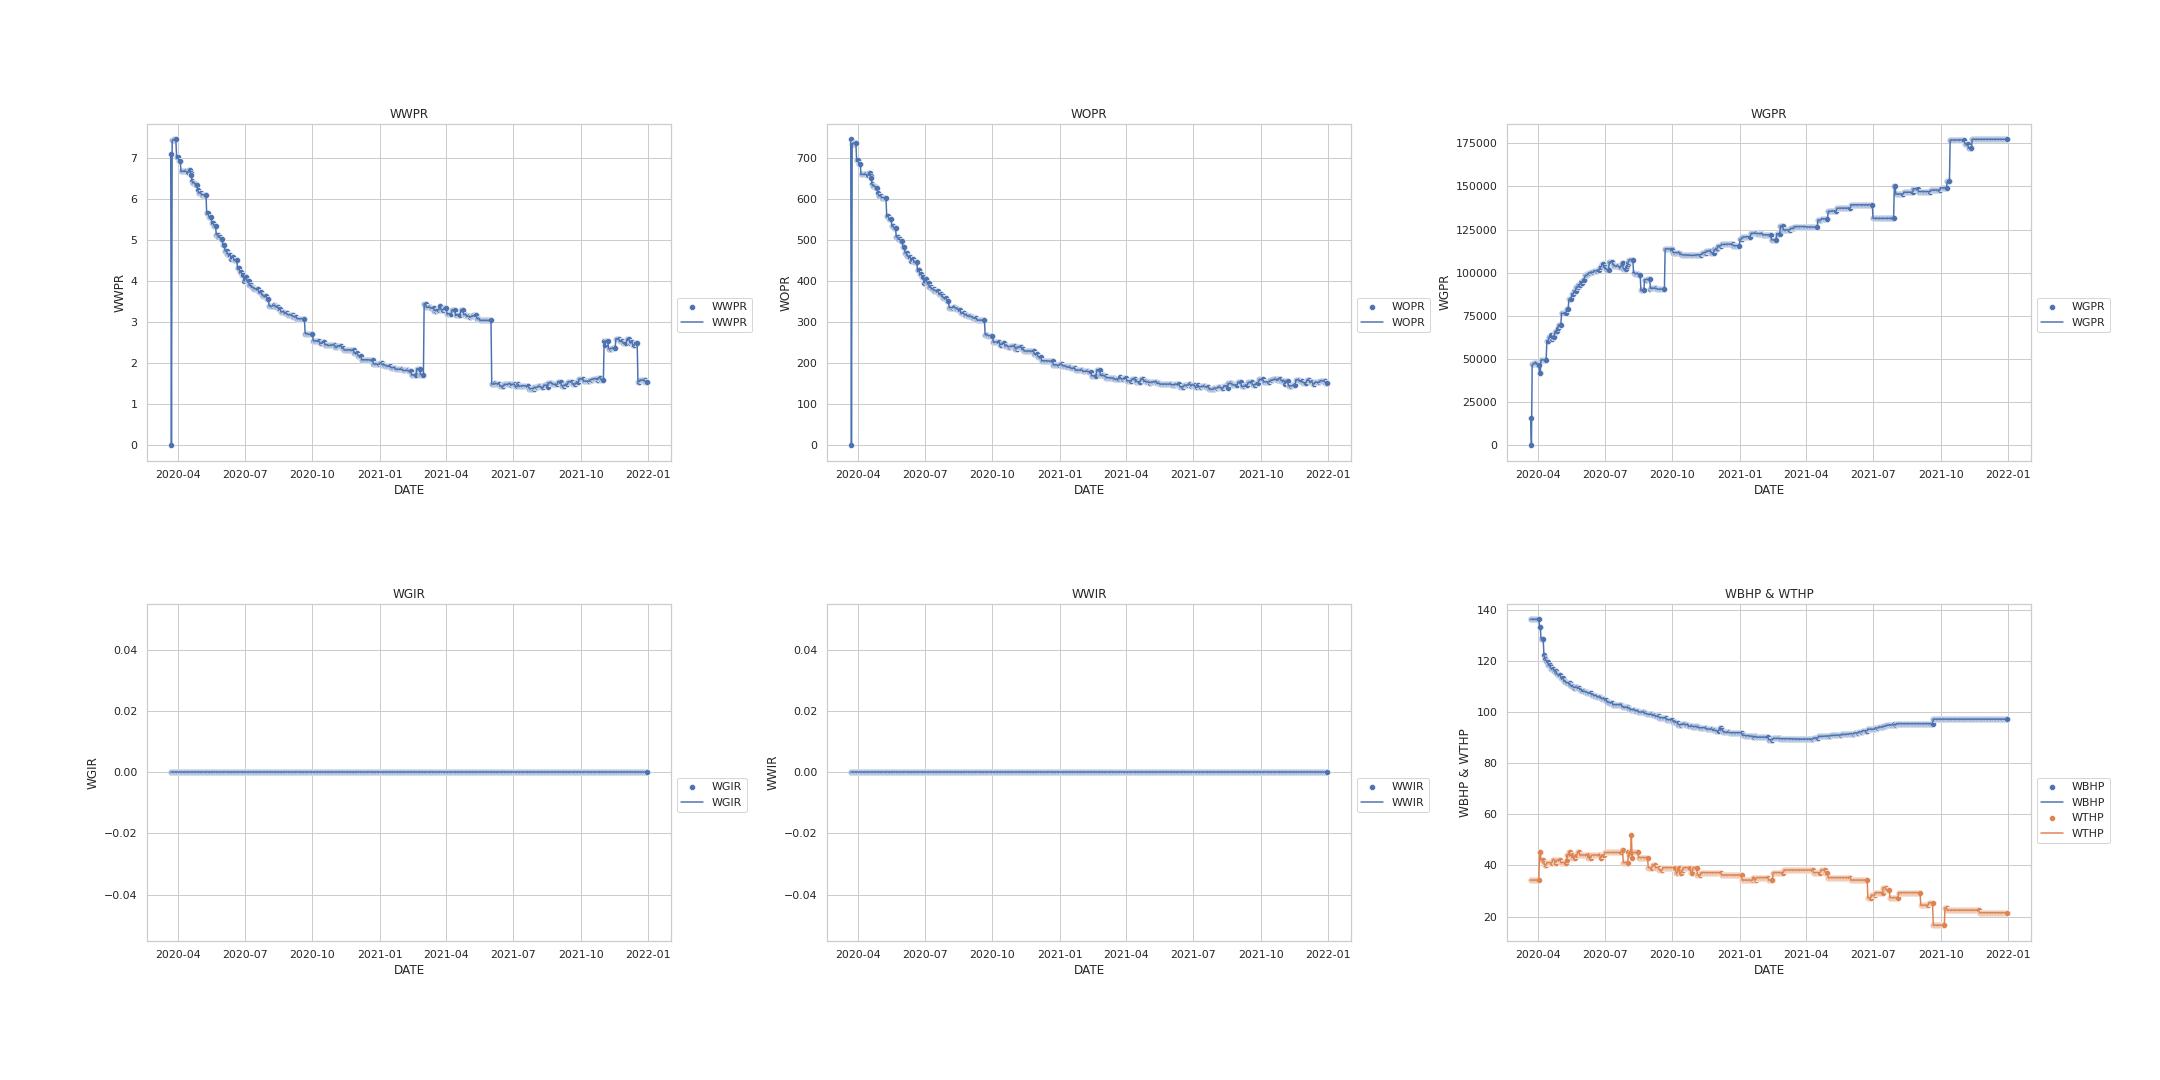 WWPR
WWPR
7
6
5
4
3
2
1
0
2020-04 2020-07 2020-10 2021-01 2021-04 2021-07 2021-10 2022-01
DATE
WWPR
WWPR
WOPR
WOPR
700
600
500
400
300
200
100
0
2020-04 2020-07 2020-10 2021-01 2021-04 2021-07 2021-10 2022-01
DATE
WOPR
WOPR
WGPR
WGPR
175000
150000
125000
100000
75000
50000
25000
0
2020-04 2020-07 2020-10 2021-01 2021-04 2021-07 2021-10 2022-01
DATE
WGPR
WGPR
WGIR
WGIR
0.04
0.02
0.00
−0.02
−0.04
2020-04 2020-07 2020-10 2021-01 2021-04 2021-07 2021-10 2022-01
DATE
WGIR
WGIR
WWIR
WWIR
0.04
0.02
0.00
−0.02
−0.04
2020-04 2020-07 2020-10 2021-01 2021-04 2021-07 2021-10 2022-01
DATE
WWIR
WWIR
WBHP & WTHP
WBHP & WTHP
140
120
100
80
60
40
20
2020-04 2020-07 2020-10 2021-01 2021-04 2021-07 2021-10 2022-01
DATE
WBHP
WBHP
WTHP
WTHP